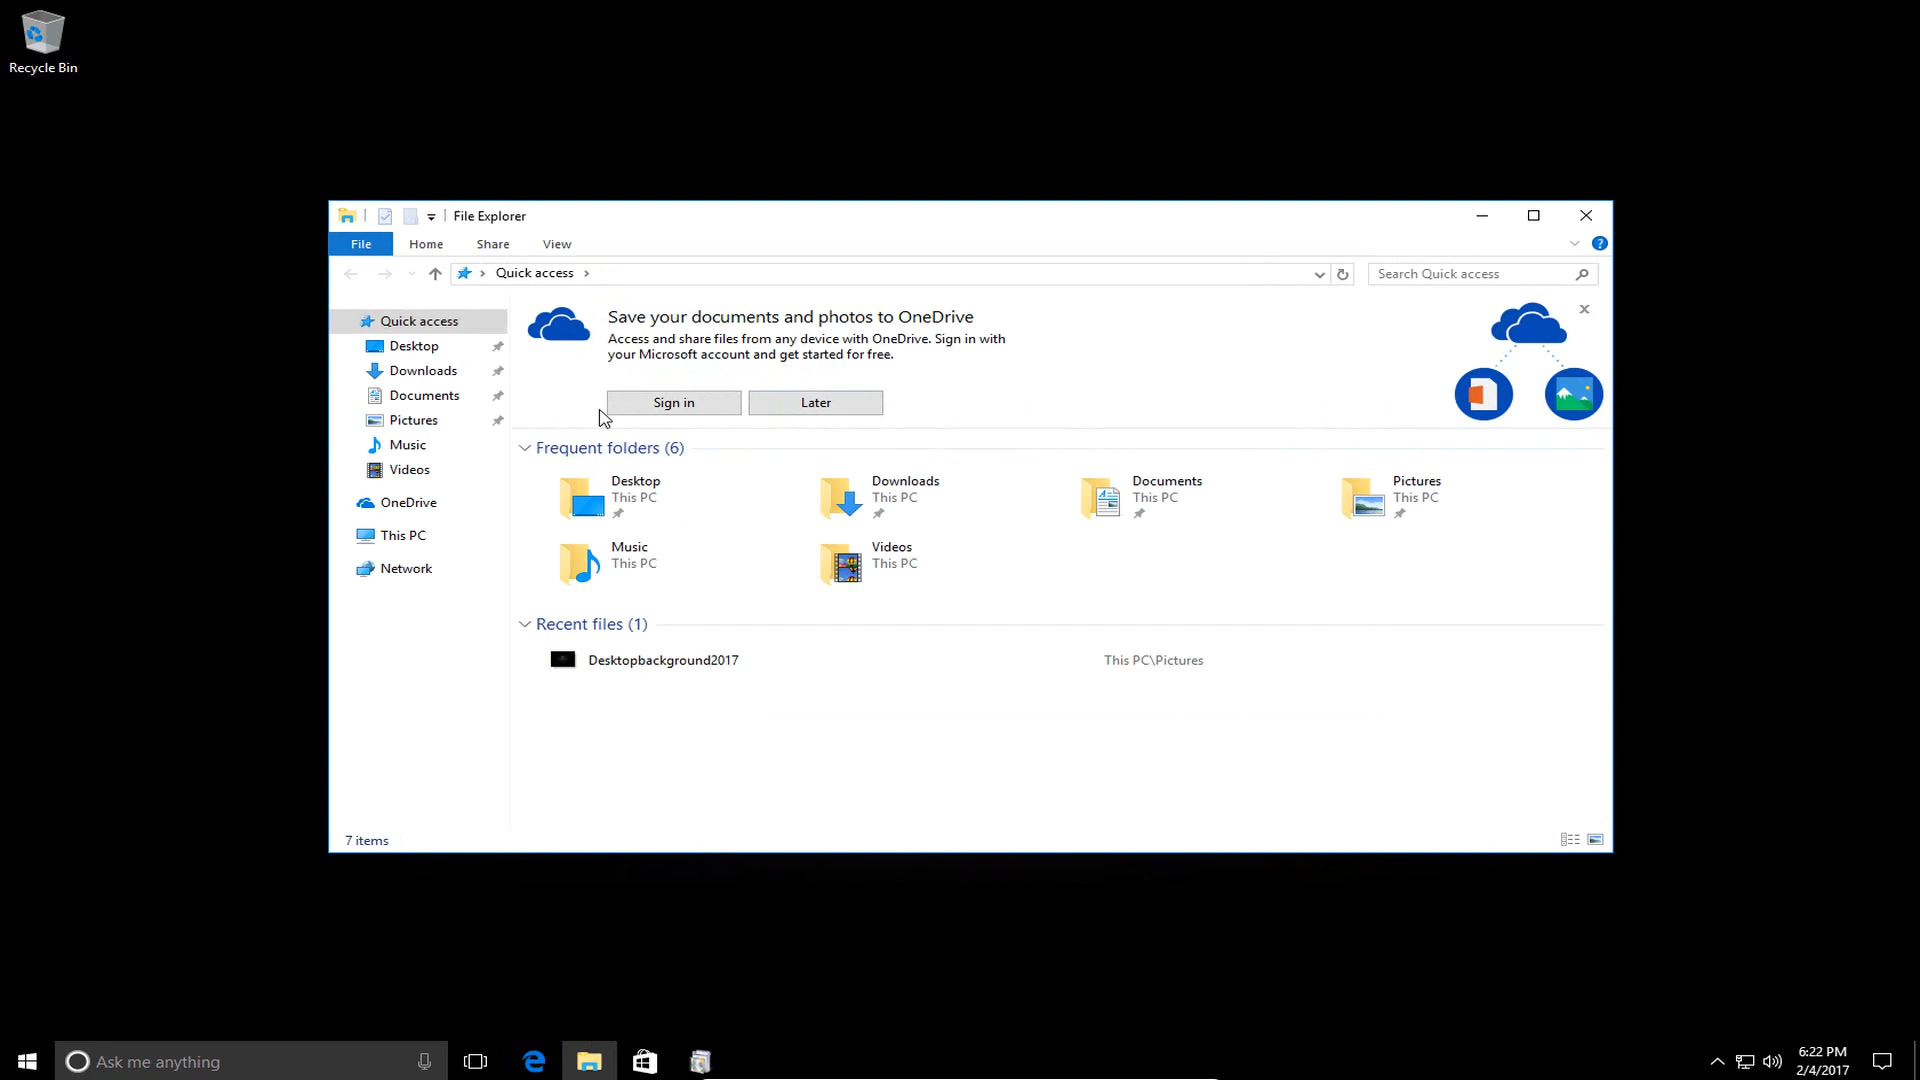 Recycle Bin
File Explorer
File
Home
Share
View
Quick access
Search Quick access
Quick access
Desktop
Downloads
Documents
Pictures
Music
Videos
OneDrive
This PC
Network
Save your documents and photos to OneDrive
Access and share files from any device with OneDrive. Sign in with
your Microsoft account and get started for free.
Sign in
Later
Frequent folders (6)
Desktop
This PC
Downloads
This PC
Documents
This PC
Pictures
This PC
Music
This PC
Videos
This PC
Recent files (1)
Desktopbackground2017
This PC\Pictures
7 items
Ask me anything
6:22 PM
2/4/2017